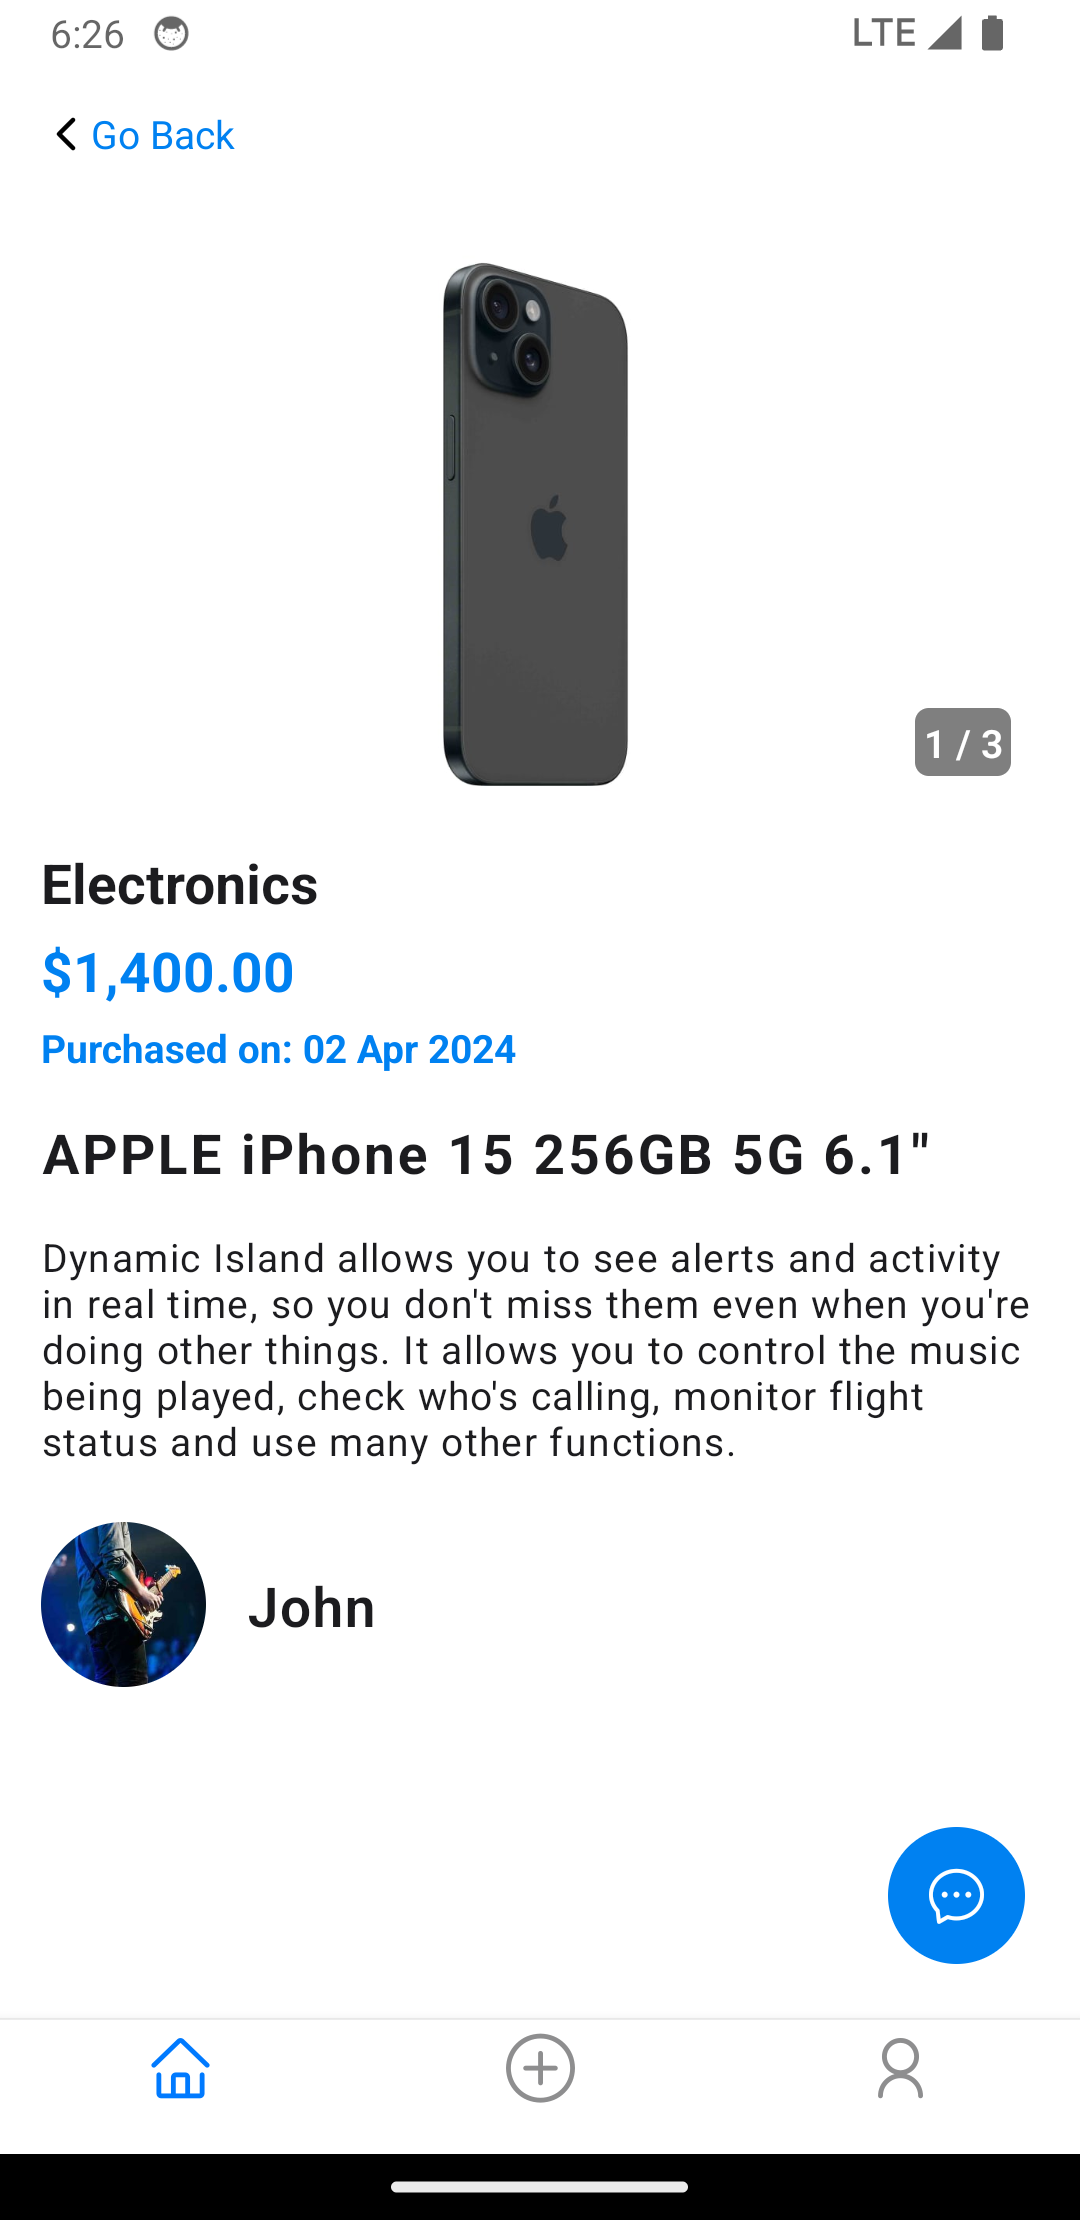 6:26
LTE
Go Back
1 / 3
Electronics
$1,400.00
Purchased on: 02 Apr 2024
APPLE iPhone 15 256GB 5G 6.1"
Dynamic Island allows you to see alerts and activity
in real time, so you don't miss them even when you're
doing other things. It allows you to control the music
being played, check who's calling, monitor flight
status and use many other functions.
John